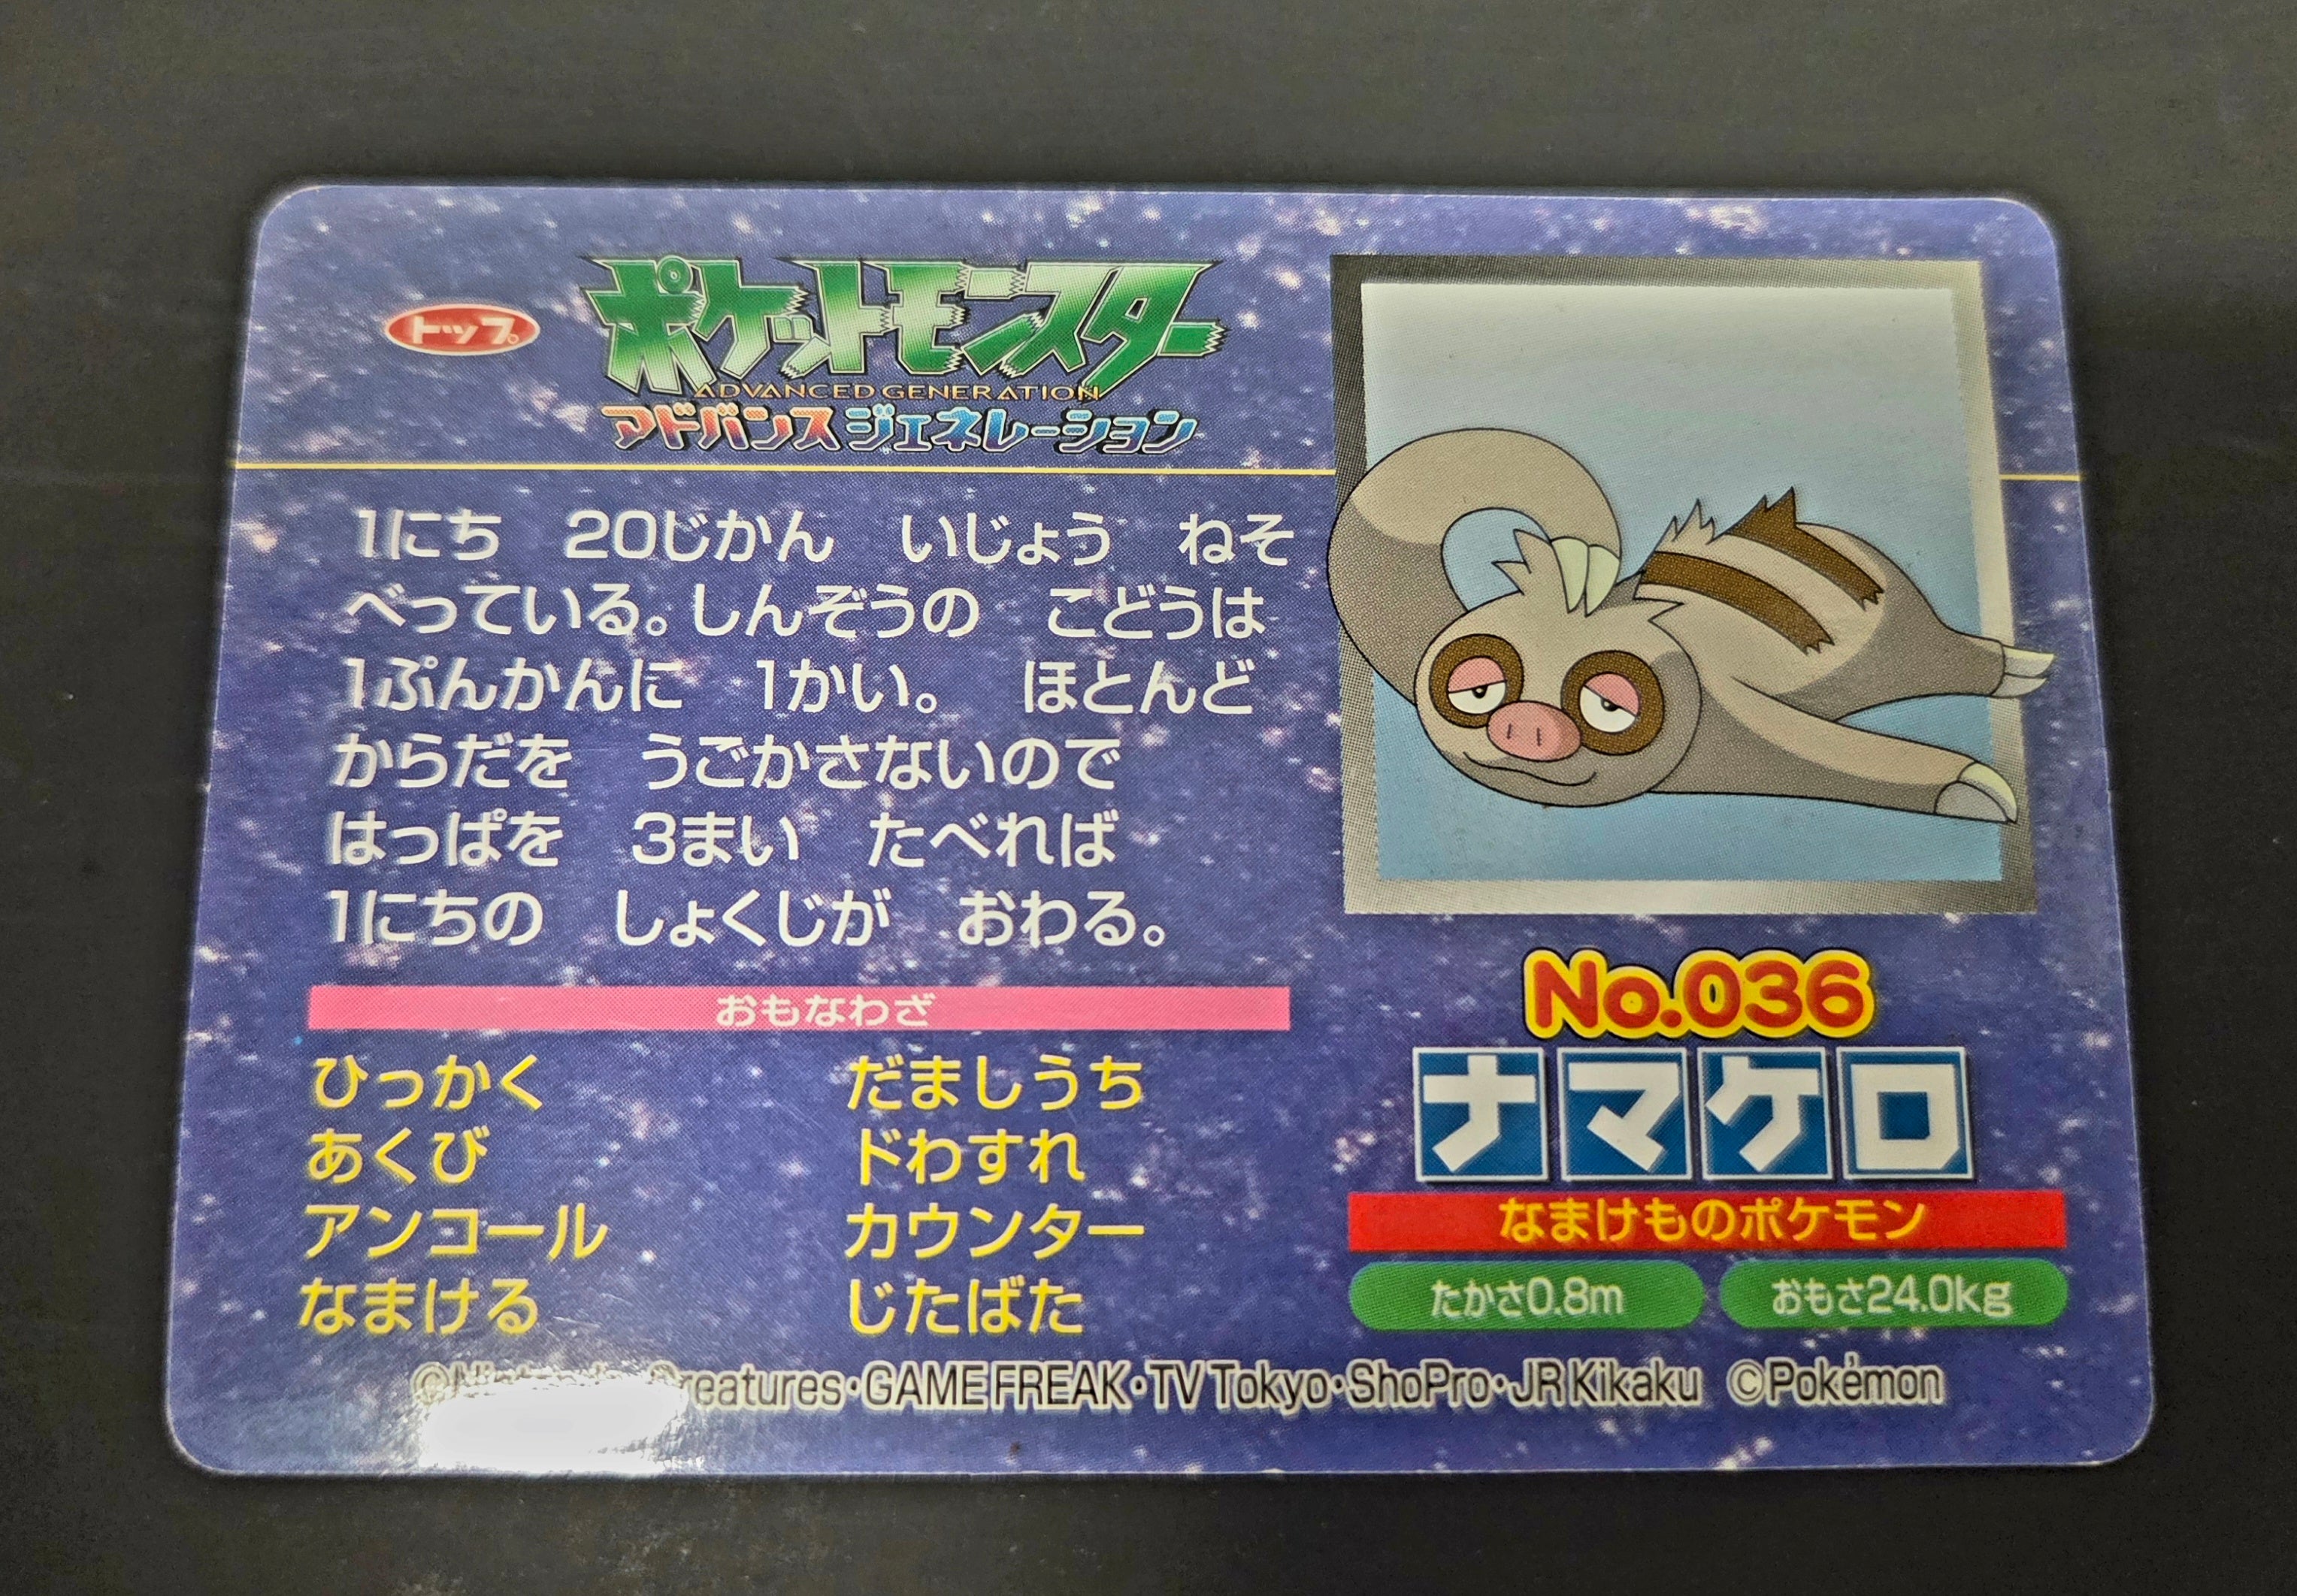 トップ。
ポケットモンスター
ADVANCED GENERATION
アドバンスジェネレーション
1にち 20じかん いじょう ねそ
べっている。しんぞうの こどうは
1ぷんかんに 1かい。 ほとんど
からだを うごかさないので
はっぱを 3まい たべれば
1にちの しょくじが おわる。
おもなわざ
ひっかく だましうち
あくび ドわすれ
アンコール カウンター
なまける じたばた
No.036
ナマケロ
なまけものポケモン
たかさ0.8m おもさ24.0kg
©Nintendo・Creatures・GAME FREAK・TV Tokyo・ShoPro・JR Kikaku ©Pokémon